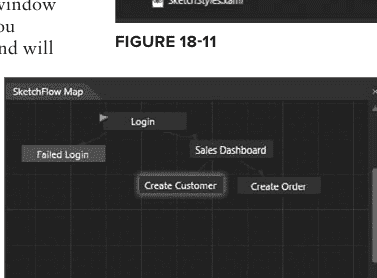 window
ou
nd will
SketchStyles.xaml
FIGURE 18-11
SketchFlow Map
Login
Failed Login
Sales Dashboard
Create Customer
Create Order